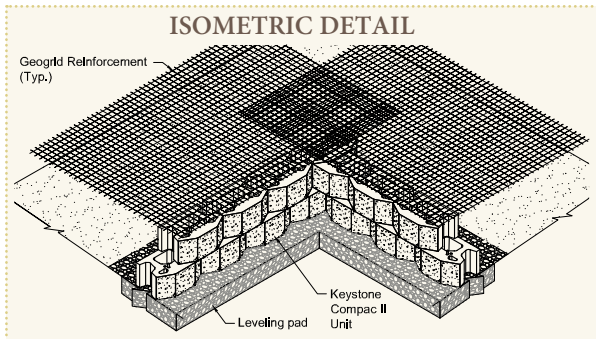 ISOMETRIC DETAIL
Geogrid Reinforcement
(Typ.)
Keystone
Compac II
Unit
Leveling pad